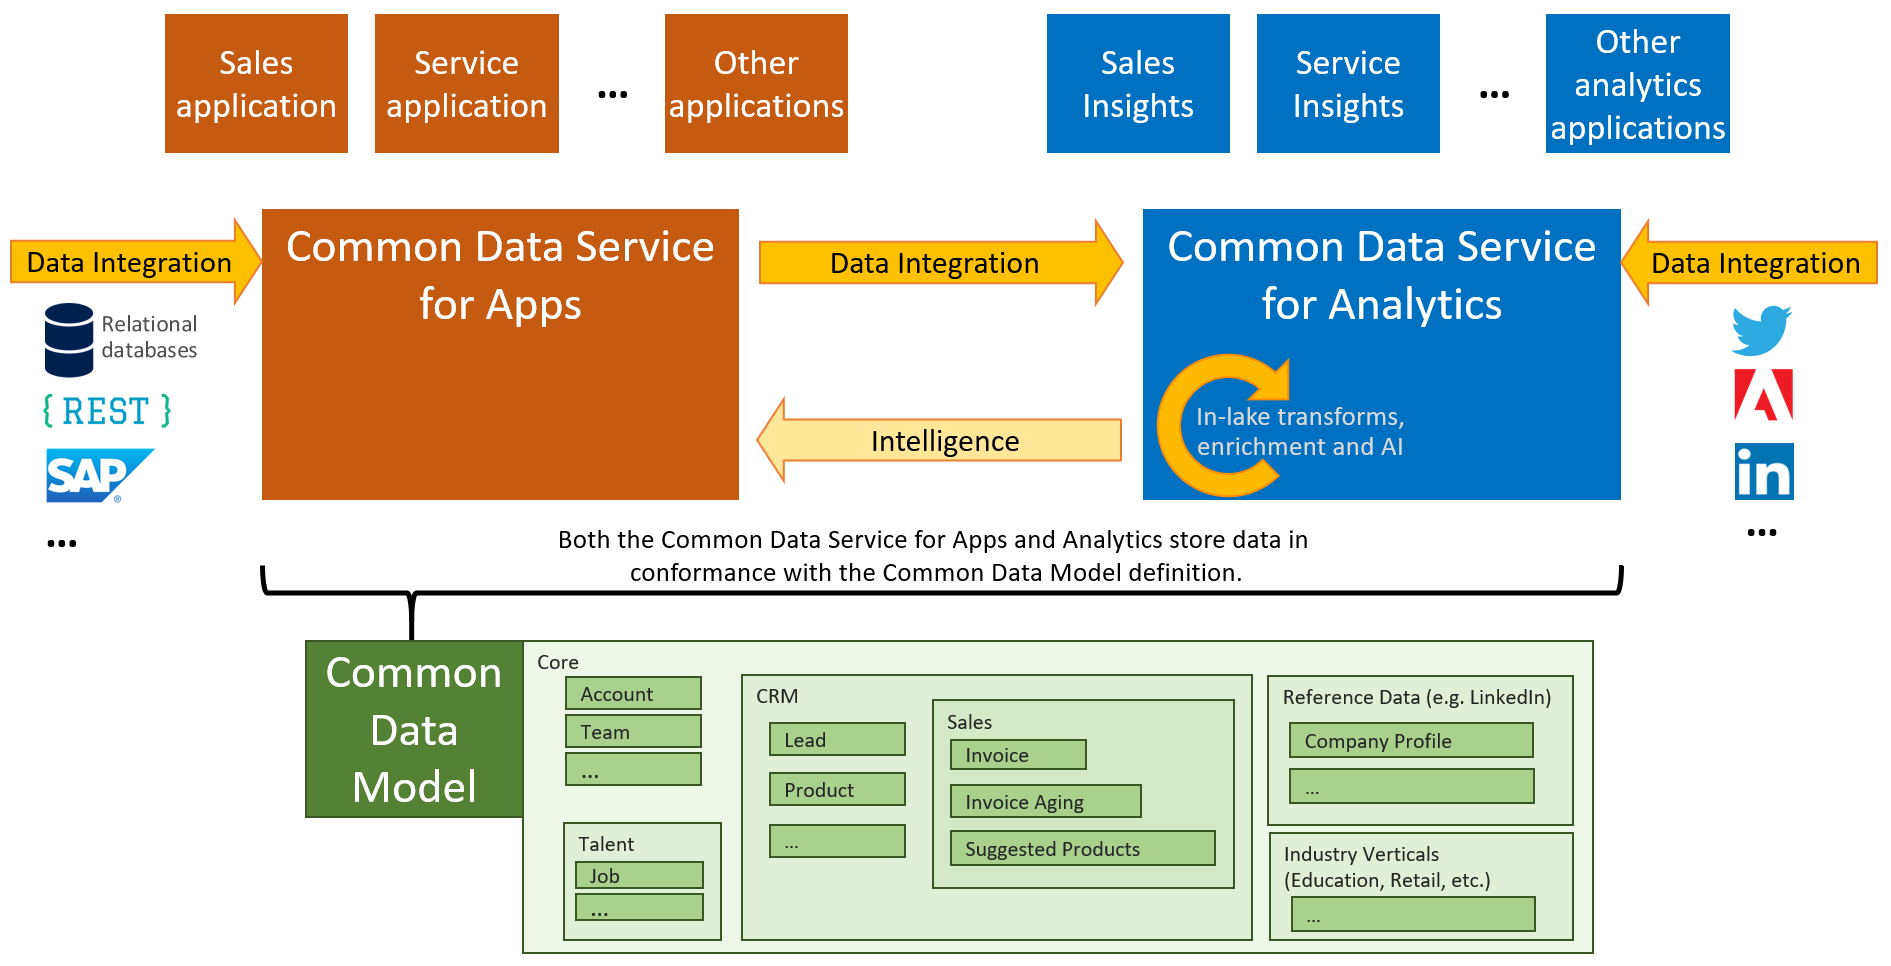 Sales
application
Service
application
...
Other
applications
Sales
Insights
Service
Insights
...
Other
analytics
applications
Data Integration
Common Data Service
for Apps
Data Integration
Common Data Service
for Analytics
Data Integration
Relational
databases
{ REST }
SAP®
...
Intelligence
In-lake transforms,
enrichment and AI
in
...
Both the Common Data Service for Apps and Analytics store data in
conformance with the Common Data Model definition.
Common
Data
Model
Core
Account
Team
...
Talent
Job
...
CRM
Lead
Product
...
Sales
Invoice
Invoice Aging
Suggested Products
Reference Data (e.g. LinkedIn)
Company Profile
...
Industry Verticals
(Education, Retail, etc.)
...